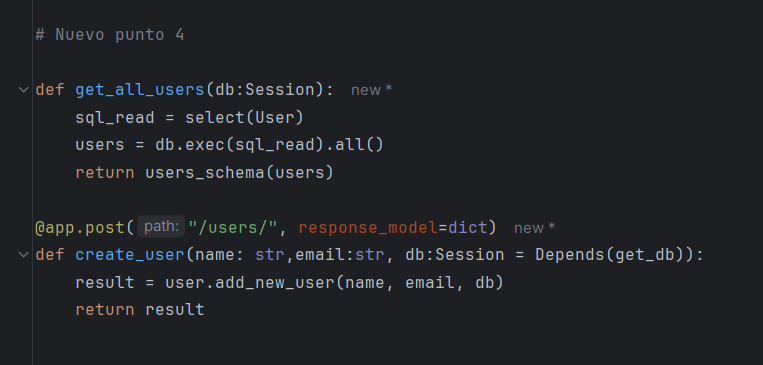 # Nuevo punto 4
def get_all_users(db:Session): new *
sql_read = select(User)
users = db.exec(sql_read).all()
return users_schema(users)
@app.post( path: "/users/", response_model=dict) new *
def create_user(name: str,email:str, db:Session = Depends(get_db)):
result = user.add_new_user(name, email, db)
return result